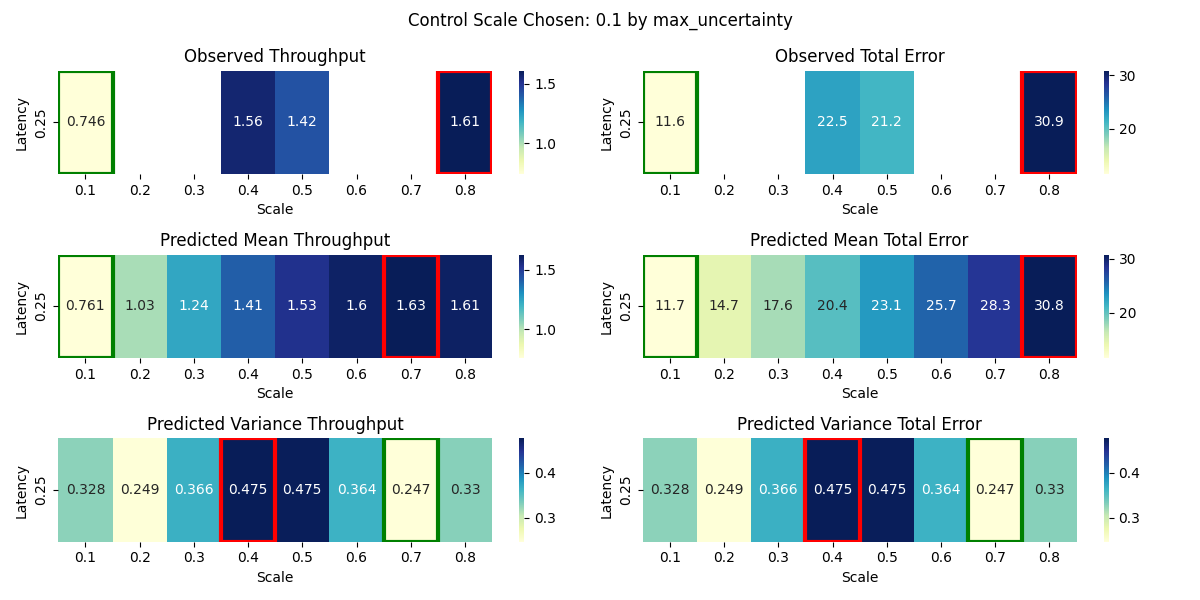 Control Scale Chosen: 0.1 by max_uncertainty
Observed Throughput
Latency
0.25
0.746 1.56 1.42 1.61
0.1 0.2 0.3 0.4 0.5 0.6 0.7 0.8
Scale
1.5
1.0
Observed Total Error
Latency
0.25
11.6 22.5 21.2 30.9
0.1 0.2 0.3 0.4 0.5 0.6 0.7 0.8
Scale
30
20
Predicted Mean Throughput
Latency
0.25
0.761 1.03 1.24 1.41 1.53 1.6 1.63 1.61
0.1 0.2 0.3 0.4 0.5 0.6 0.7 0.8
Scale
1.5
1.0
Predicted Mean Total Error
Latency
0.25
11.7 14.7 17.6 20.4 23.1 25.7 28.3 30.8
0.1 0.2 0.3 0.4 0.5 0.6 0.7 0.8
Scale
30
20
Predicted Variance Throughput
Latency
0.25
0.328 0.249 0.366 0.475 0.475 0.364 0.247 0.33
0.1 0.2 0.3 0.4 0.5 0.6 0.7 0.8
Scale
0.4
0.3
Predicted Variance Total Error
Latency
0.25
0.328 0.249 0.366 0.475 0.475 0.364 0.247 0.33
0.1 0.2 0.3 0.4 0.5 0.6 0.7 0.8
Scale
0.4
0.3